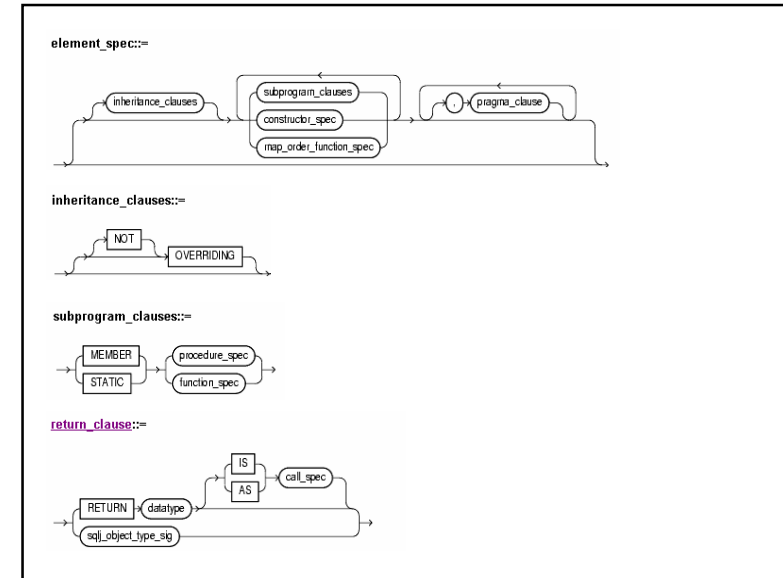 element_spec::=
inheritance_clauses
subprogram_clauses
constructor_spec
map_order_function_spec
, pragma_clause
inheritance_clauses::=
NOT
OVERRIDING
subprogram_clauses::=
MEMBER
STATIC
procedure_spec
function_spec
return_clause::=
RETURN datatype
IS
AS
call_spec
sqlj_object_type_sig